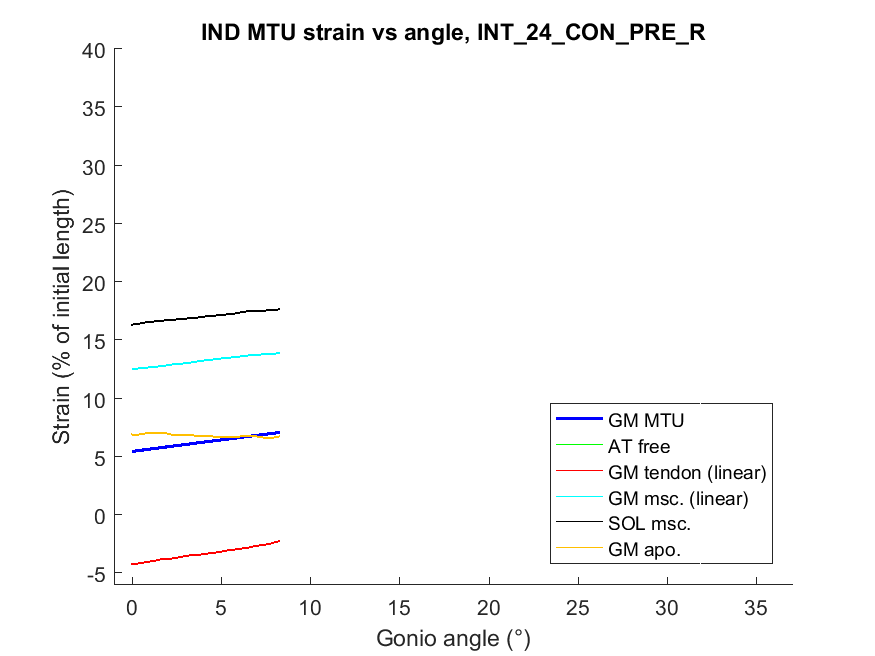 IND MTU strain vs angle, INT_24_CON_PRE_R
40
35
30
25
20
15
10
5
0
-5
Strain (% of initial length)
0 5 10 15 20 25 30 35
Gonio angle (°)
GM MTU
AT free
GM tendon (linear)
GM msc. (linear)
SOL msc.
GM apo.